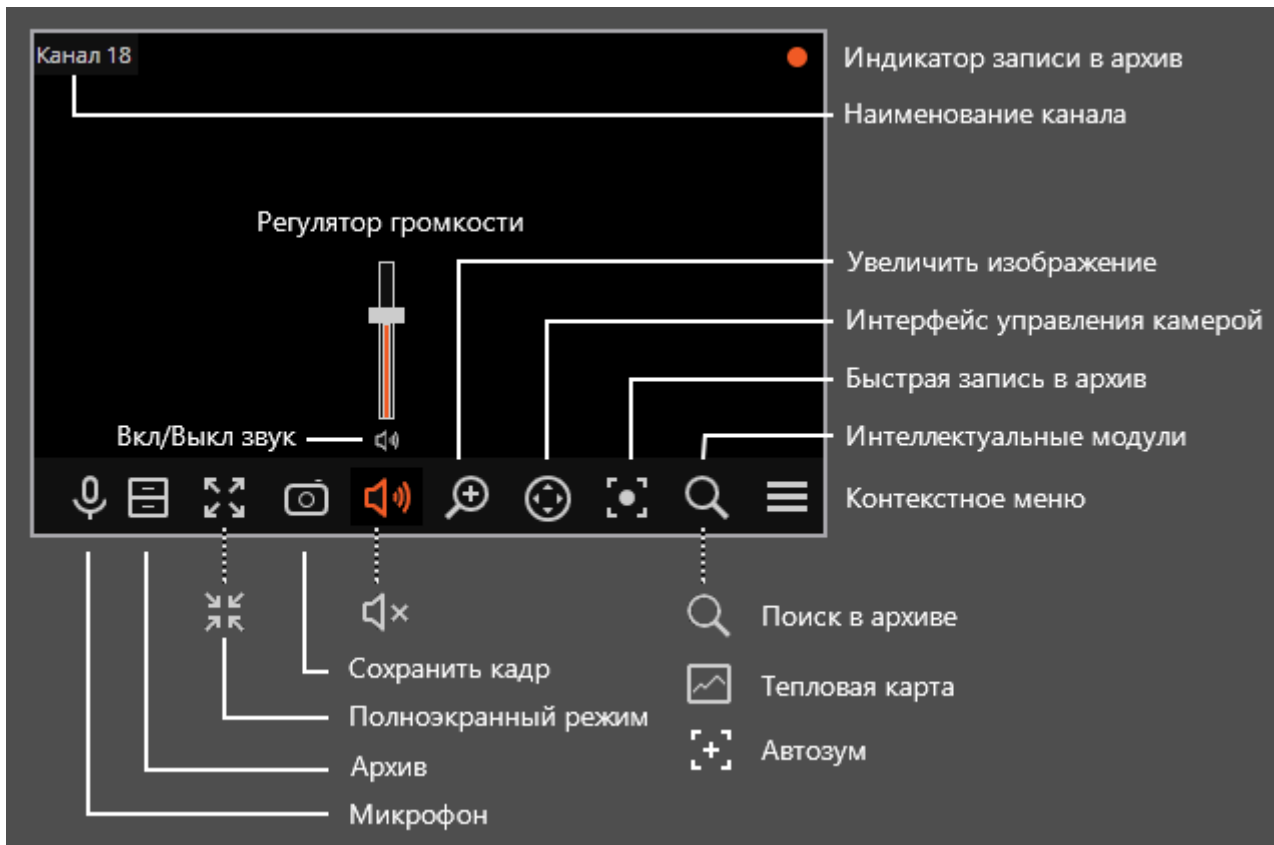 Канал 18
Индикатор записи в архив
Наименование канала
Регулятор громкости
Увеличить изображение
Интерфейс управления камерой
Быстрая запись в архив
Вкл/Выкл звук
Интеллектуальные модули
Контекстное меню
Поиск в архиве
Сохранить кадр
Тепловая карта
Полноэкранный режим
Автозум
Архив
Микрофон